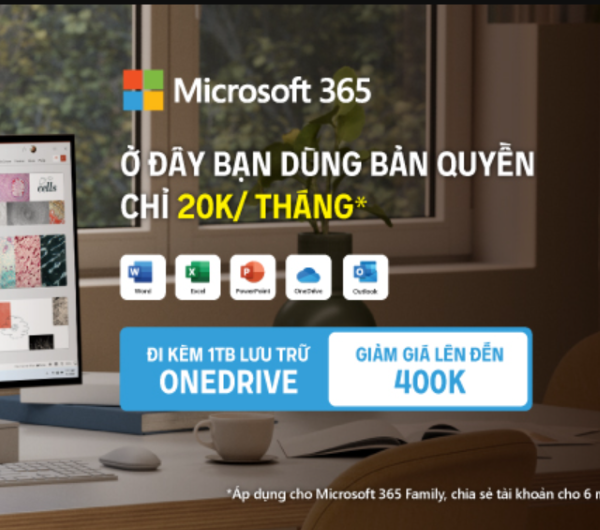 Microsoft 365
Ở ĐÂY BẠN DÙNG BẢN QUYỀN
CHỈ 20K/ THÁNG*
cells
Word
Excel
PowerPoint
OneDrive
Outlook
ĐI KÈM 1TB LƯU TRỮ
ONEDRIVE
GIẢM GIÁ LÊN ĐẾN
400K
*Áp dụng cho Microsoft 365 Family, chia sẻ tài khoản cho 6